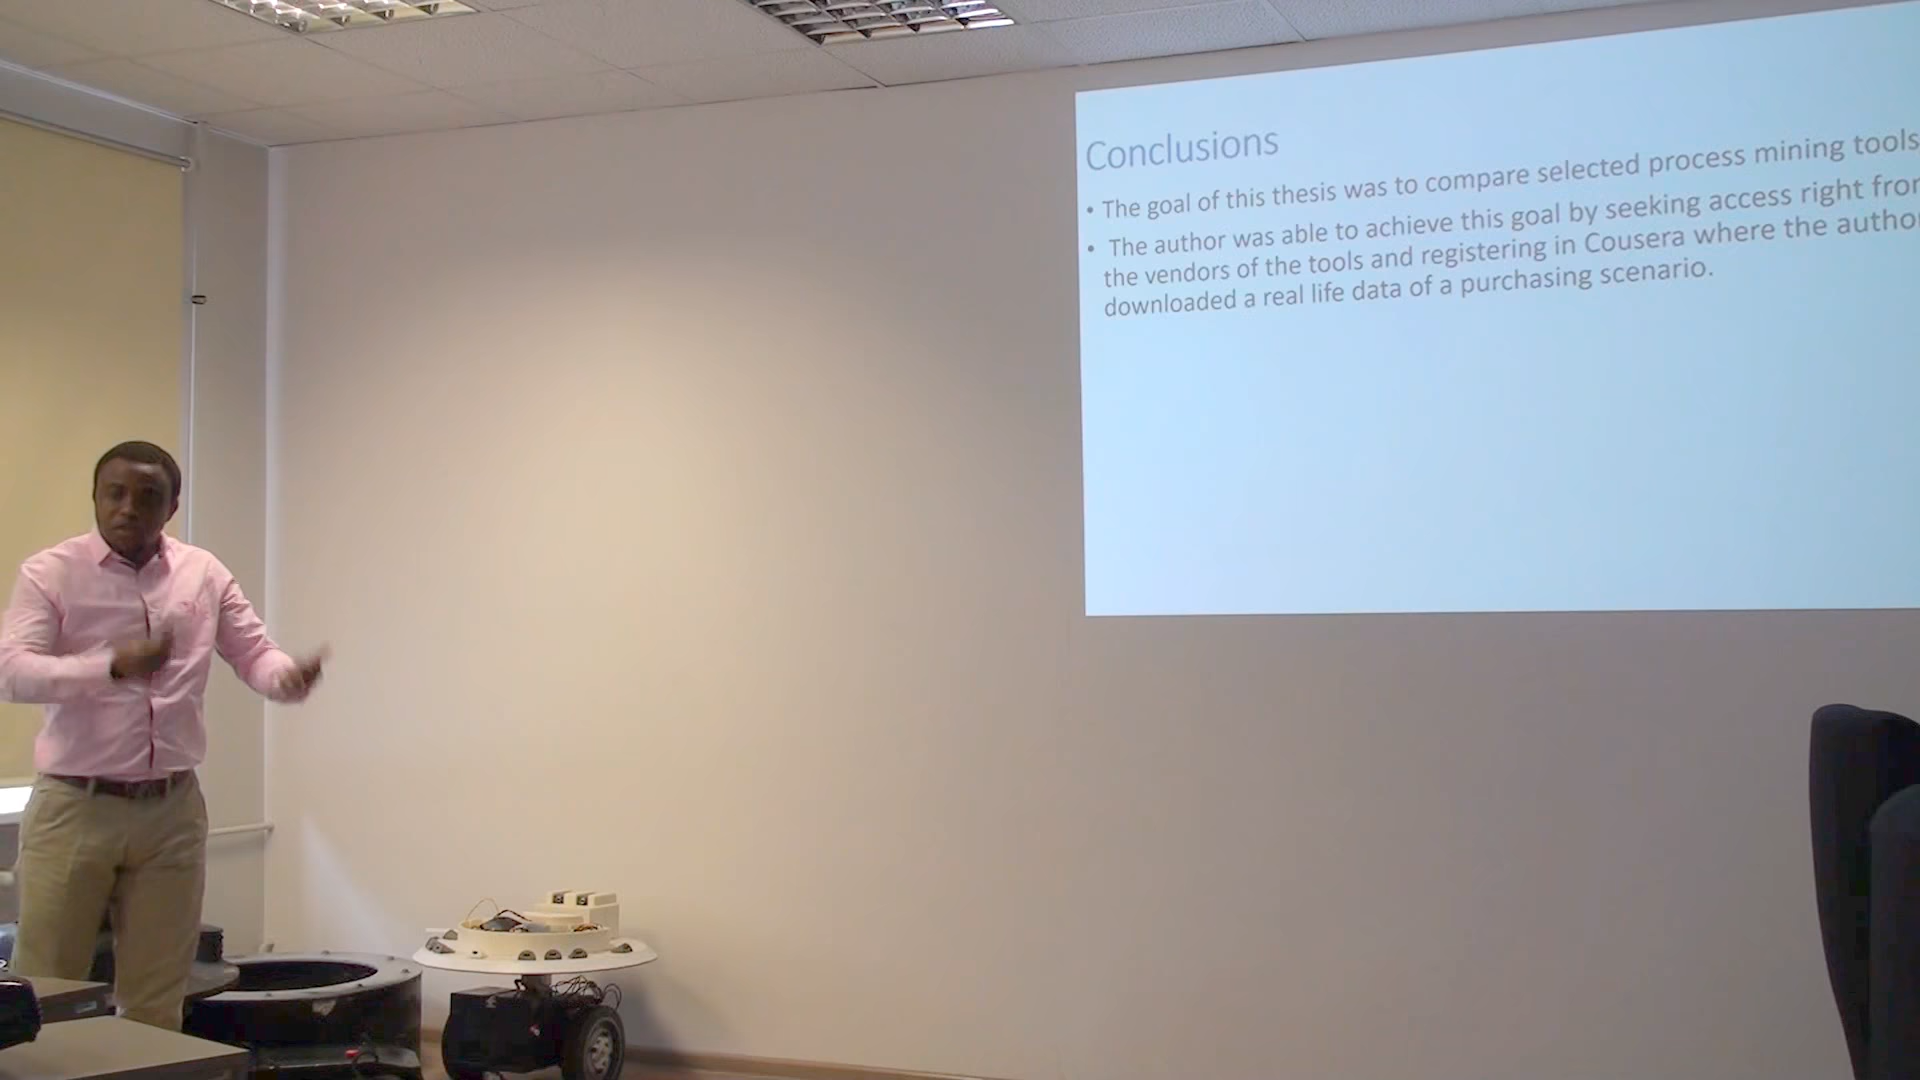 Conclusions
• The goal of this thesis was to compare selected process mining tools
• The author was able to achieve this goal by seeking access right
the vendors of the tools and registering in Cousera where the
downloaded a real life data of a purchasing scenario.